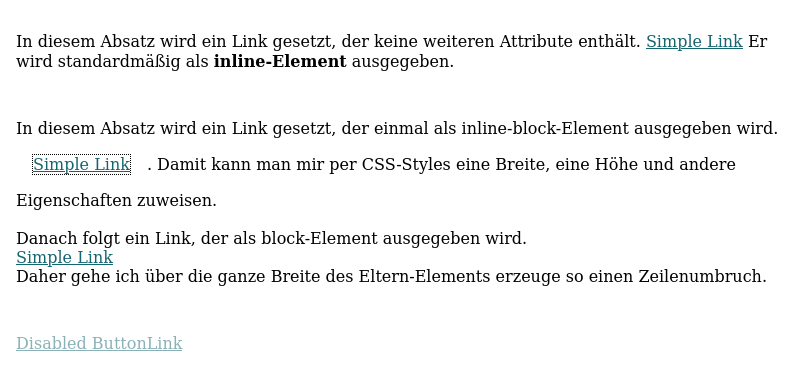 In diesem Absatz wird ein Link gesetzt, der keine weiteren Attribute enthält. Simple Link Er
wird standardmäßig als inline-Element ausgegeben.
In diesem Absatz wird ein Link gesetzt, der einmal als inline-block-Element ausgegeben wird.
Simple Link . Damit kann man mir per CSS-Styles eine Breite, eine Höhe und andere
Eigenschaften zuweisen.
Danach folgt ein Link, der als block-Element ausgegeben wird.
Simple Link
Daher gehe ich über die ganze Breite des Eltern-Elements erzeuge so einen Zeilenumbruch.
Disabled ButtonLink